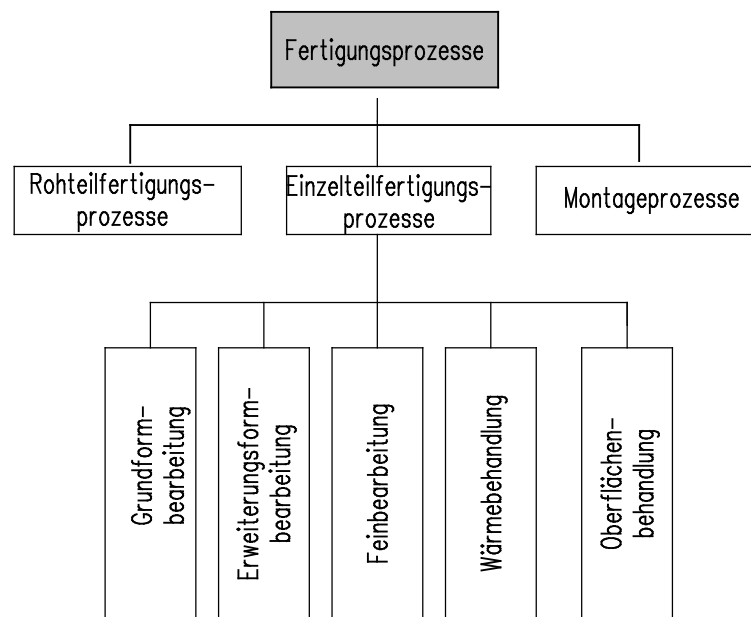 Fertigungsprozesse
Rohteilfertigungs-
prozesse
Einzelteilfertigungs-
prozesse
Montageprozesse
Grundform-
bearbeitung
Erweiterungsform-
bearbeitung
Feinbearbeitung
Wärmebehandlung
Oberflächen-
behandlung